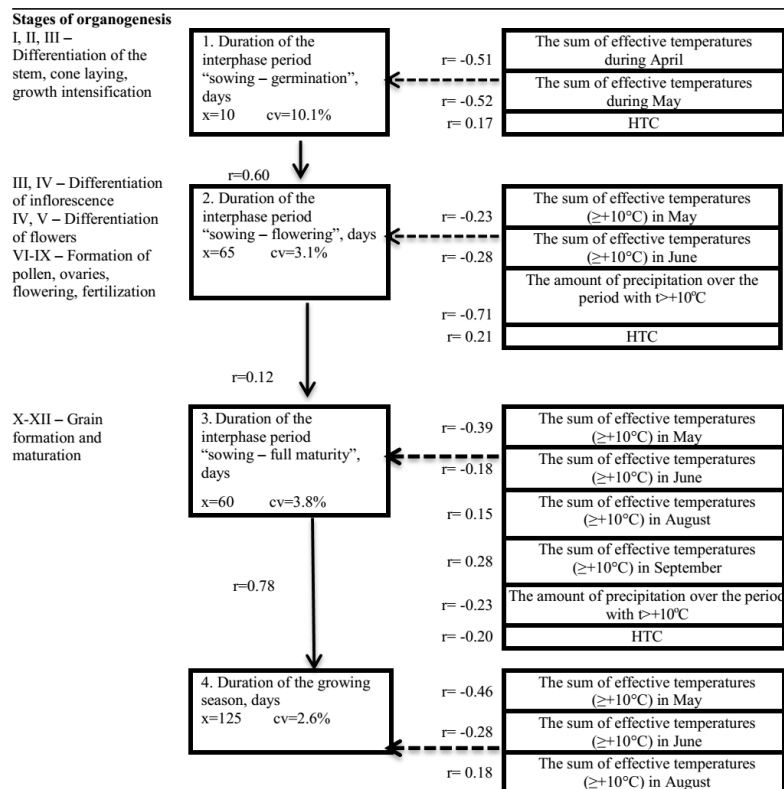 Stages of organogenesis
I, II, III –
Differentiation of the
stem, cone laying,
growth intensification
1. Duration of the
interphase period
“sowing – germination”,
days
x=10 cv=10.1%
r= -0.51
The sum of effective temperatures
during April
r= -0.52
The sum of effective temperatures
during May
r= 0.17
HTC
r=0.60
III, IV – Differentiation
of inflorescence
IV, V – Differentiation
of flowers
VI-IX – Formation of
pollen, ovaries,
flowering, fertilization
2. Duration of the
interphase period
“sowing – flowering”, days
x=65 cv=3.1%
r= -0.23
The sum of effective temperatures
(≥+10°C) in May
r= -0.28
The sum of effective temperatures
(≥+10°C) in June
r= -0.71
The amount of precipitation over the
period with t>+10°C
r= 0.21
HTC
r=0.12
X-XII – Grain
formation and
maturation
3. Duration of the
interphase period
“sowing – full maturity”,
days
x=60 cv=3.8%
r= -0.39
The sum of effective temperatures
(≥+10°C) in May
r= -0.18
The sum of effective temperatures
(≥+10°C) in June
r= 0.15
The sum of effective temperatures
(≥+10°C) in August
r= 0.28
The sum of effective temperatures
(≥+10°C) in September
r= -0.23
The amount of precipitation over the period
with t>+10°C
r= -0.20
HTC
r=0.78
4. Duration of the growing
season, days
x=125 cv=2.6%
r= -0.46
The sum of effective temperatures
(≥+10°C) in May
r= -0.28
The sum of effective temperatures
(≥+10°C) in June
r= 0.18
The sum of effective temperatures
(≥+10°C) in August